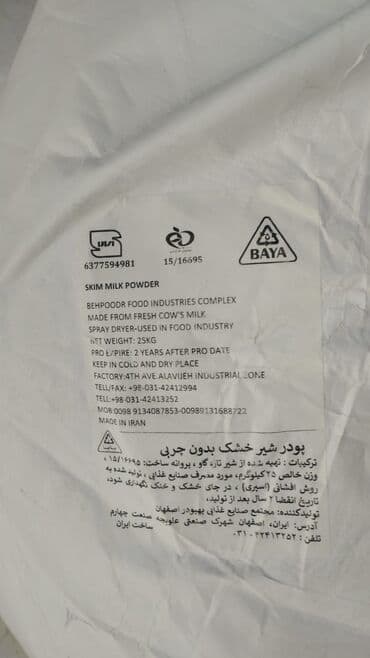 6377594981
15/16695
BAYA
SKIM MILK POWDER
BEHPOODR FOOD INDUSTRIES COMPLEX
MADE FROM FRESH COW'S MILK
SPRAY DRYER-USED IN FOOD INDUSTRY
NTT WEIGHT: 25KG
PRO EXPIRE: 2 YEARS AFTER PRO DATE
KEEP IN COLD AND DRY PLACE
FACTORY:4TH AVE.ALAVIJEH INDUSTRIAL ZONE
TELL/FAX: +98-031-42412994
TELL:+98-031-42413252
MOB:0098 9134087853-00989131688722
MADE IN IRAN
پودر شیر خشک بدون چربی
ترکیبات : تهیه شده از شیر تازه گاو ، پروانه ساخت: ۱۵/۱۶۶۹۵ ،
وزن خالص ۲۵کیلوگرم، مورد مصرف صنایع غذایی ، تولید شده به
روش افشانی (اسپری) ، در جای خشک و خنک نگهداری شود،
تاریخ انقضا ۲ سال بعد از تولید،
تولیدکننده: مجتمع صنایع غذایی بهپودر اصفهان
آدرس: ایران، اصفهان شهرک صنعتی علویجه صنعت چهارم
تلفن : ۰۳۱-۴۲۴۱۳۲۵۲ ساخت ایران